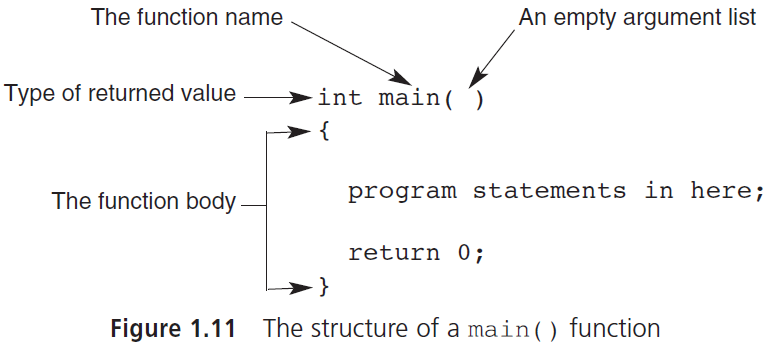 The function name
An empty argument list
Type of returned value
int main( )
{
The function body
program statements in here;
return 0;
}
Figure 1.11 The structure of a main() function